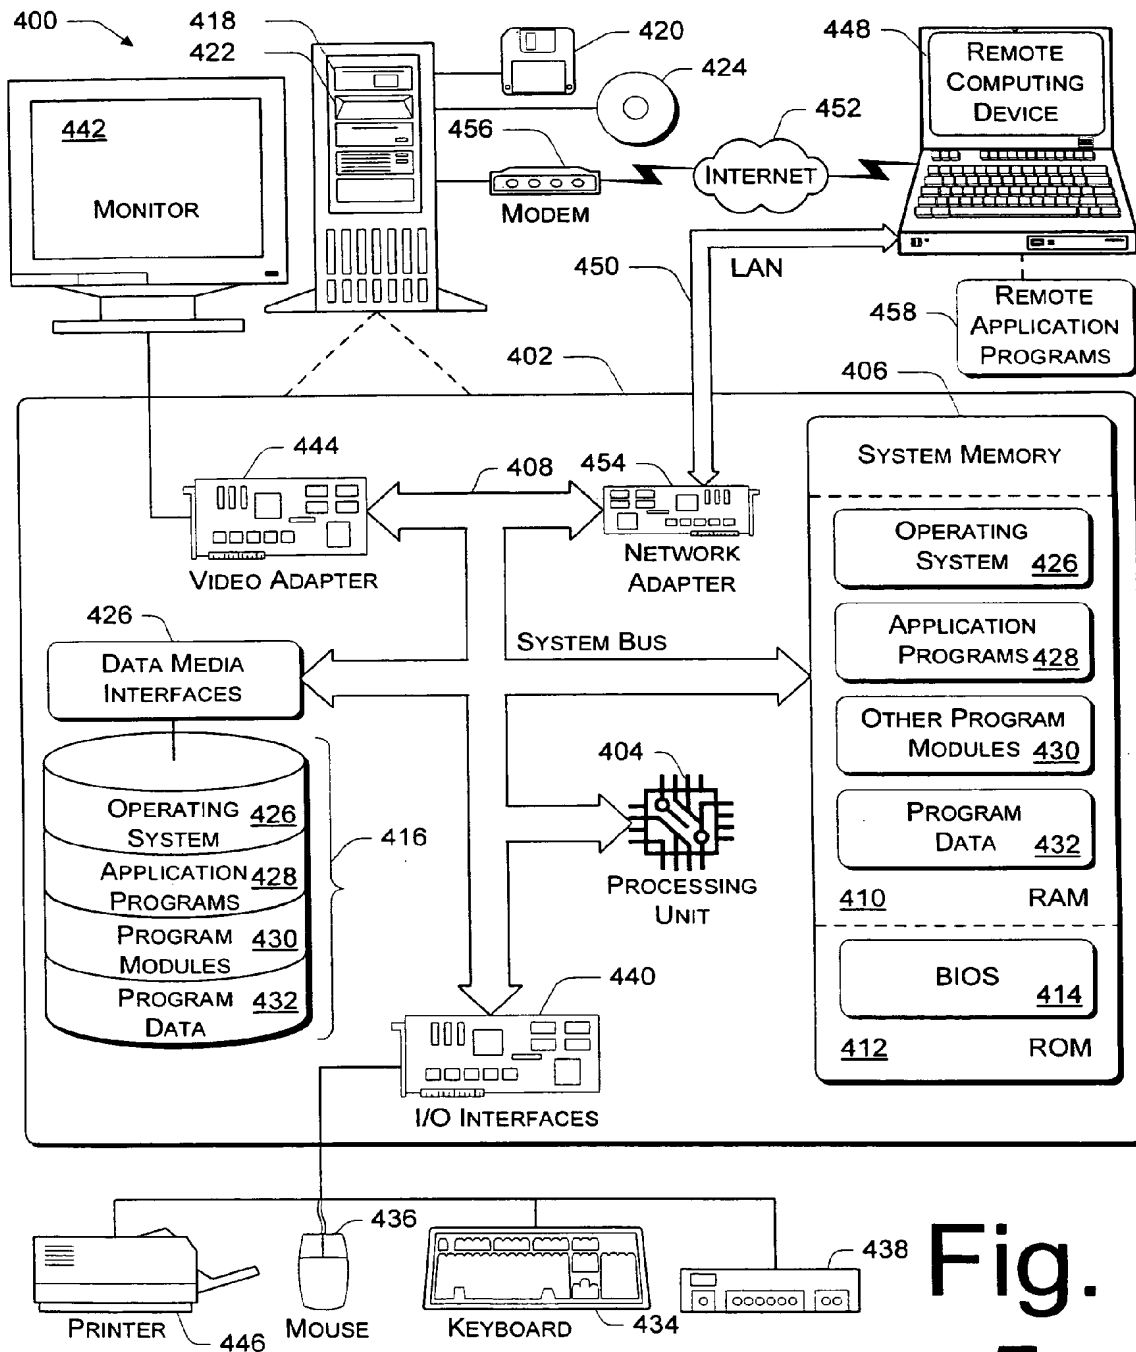 400
418
422
420
424
448
REMOTE
COMPUTING
DEVICE
442
MONITOR
456
MODEM
452
INTERNET
450
LAN
458
REMOTE
APPLICATION
PROGRAMS
402
406
444
VIDEO ADAPTER
408
454
NETWORK
ADAPTER
SYSTEM MEMORY
OPERATING
SYSTEM 426
APPLICATION
PROGRAMS 428
OTHER PROGRAM
MODULES 430
PROGRAM
DATA 432
410 RAM
BIOS 414
412 ROM
426
DATA MEDIA
INTERFACES
SYSTEM BUS
OPERATING 426
SYSTEM
APPLICATION 428
PROGRAMS
PROGRAM 430
MODULES
PROGRAM 432
DATA
416
404
PROCESSING
UNIT
440
I/O INTERFACES
PRINTER 446
436
MOUSE
KEYBOARD 434
438
Fig.